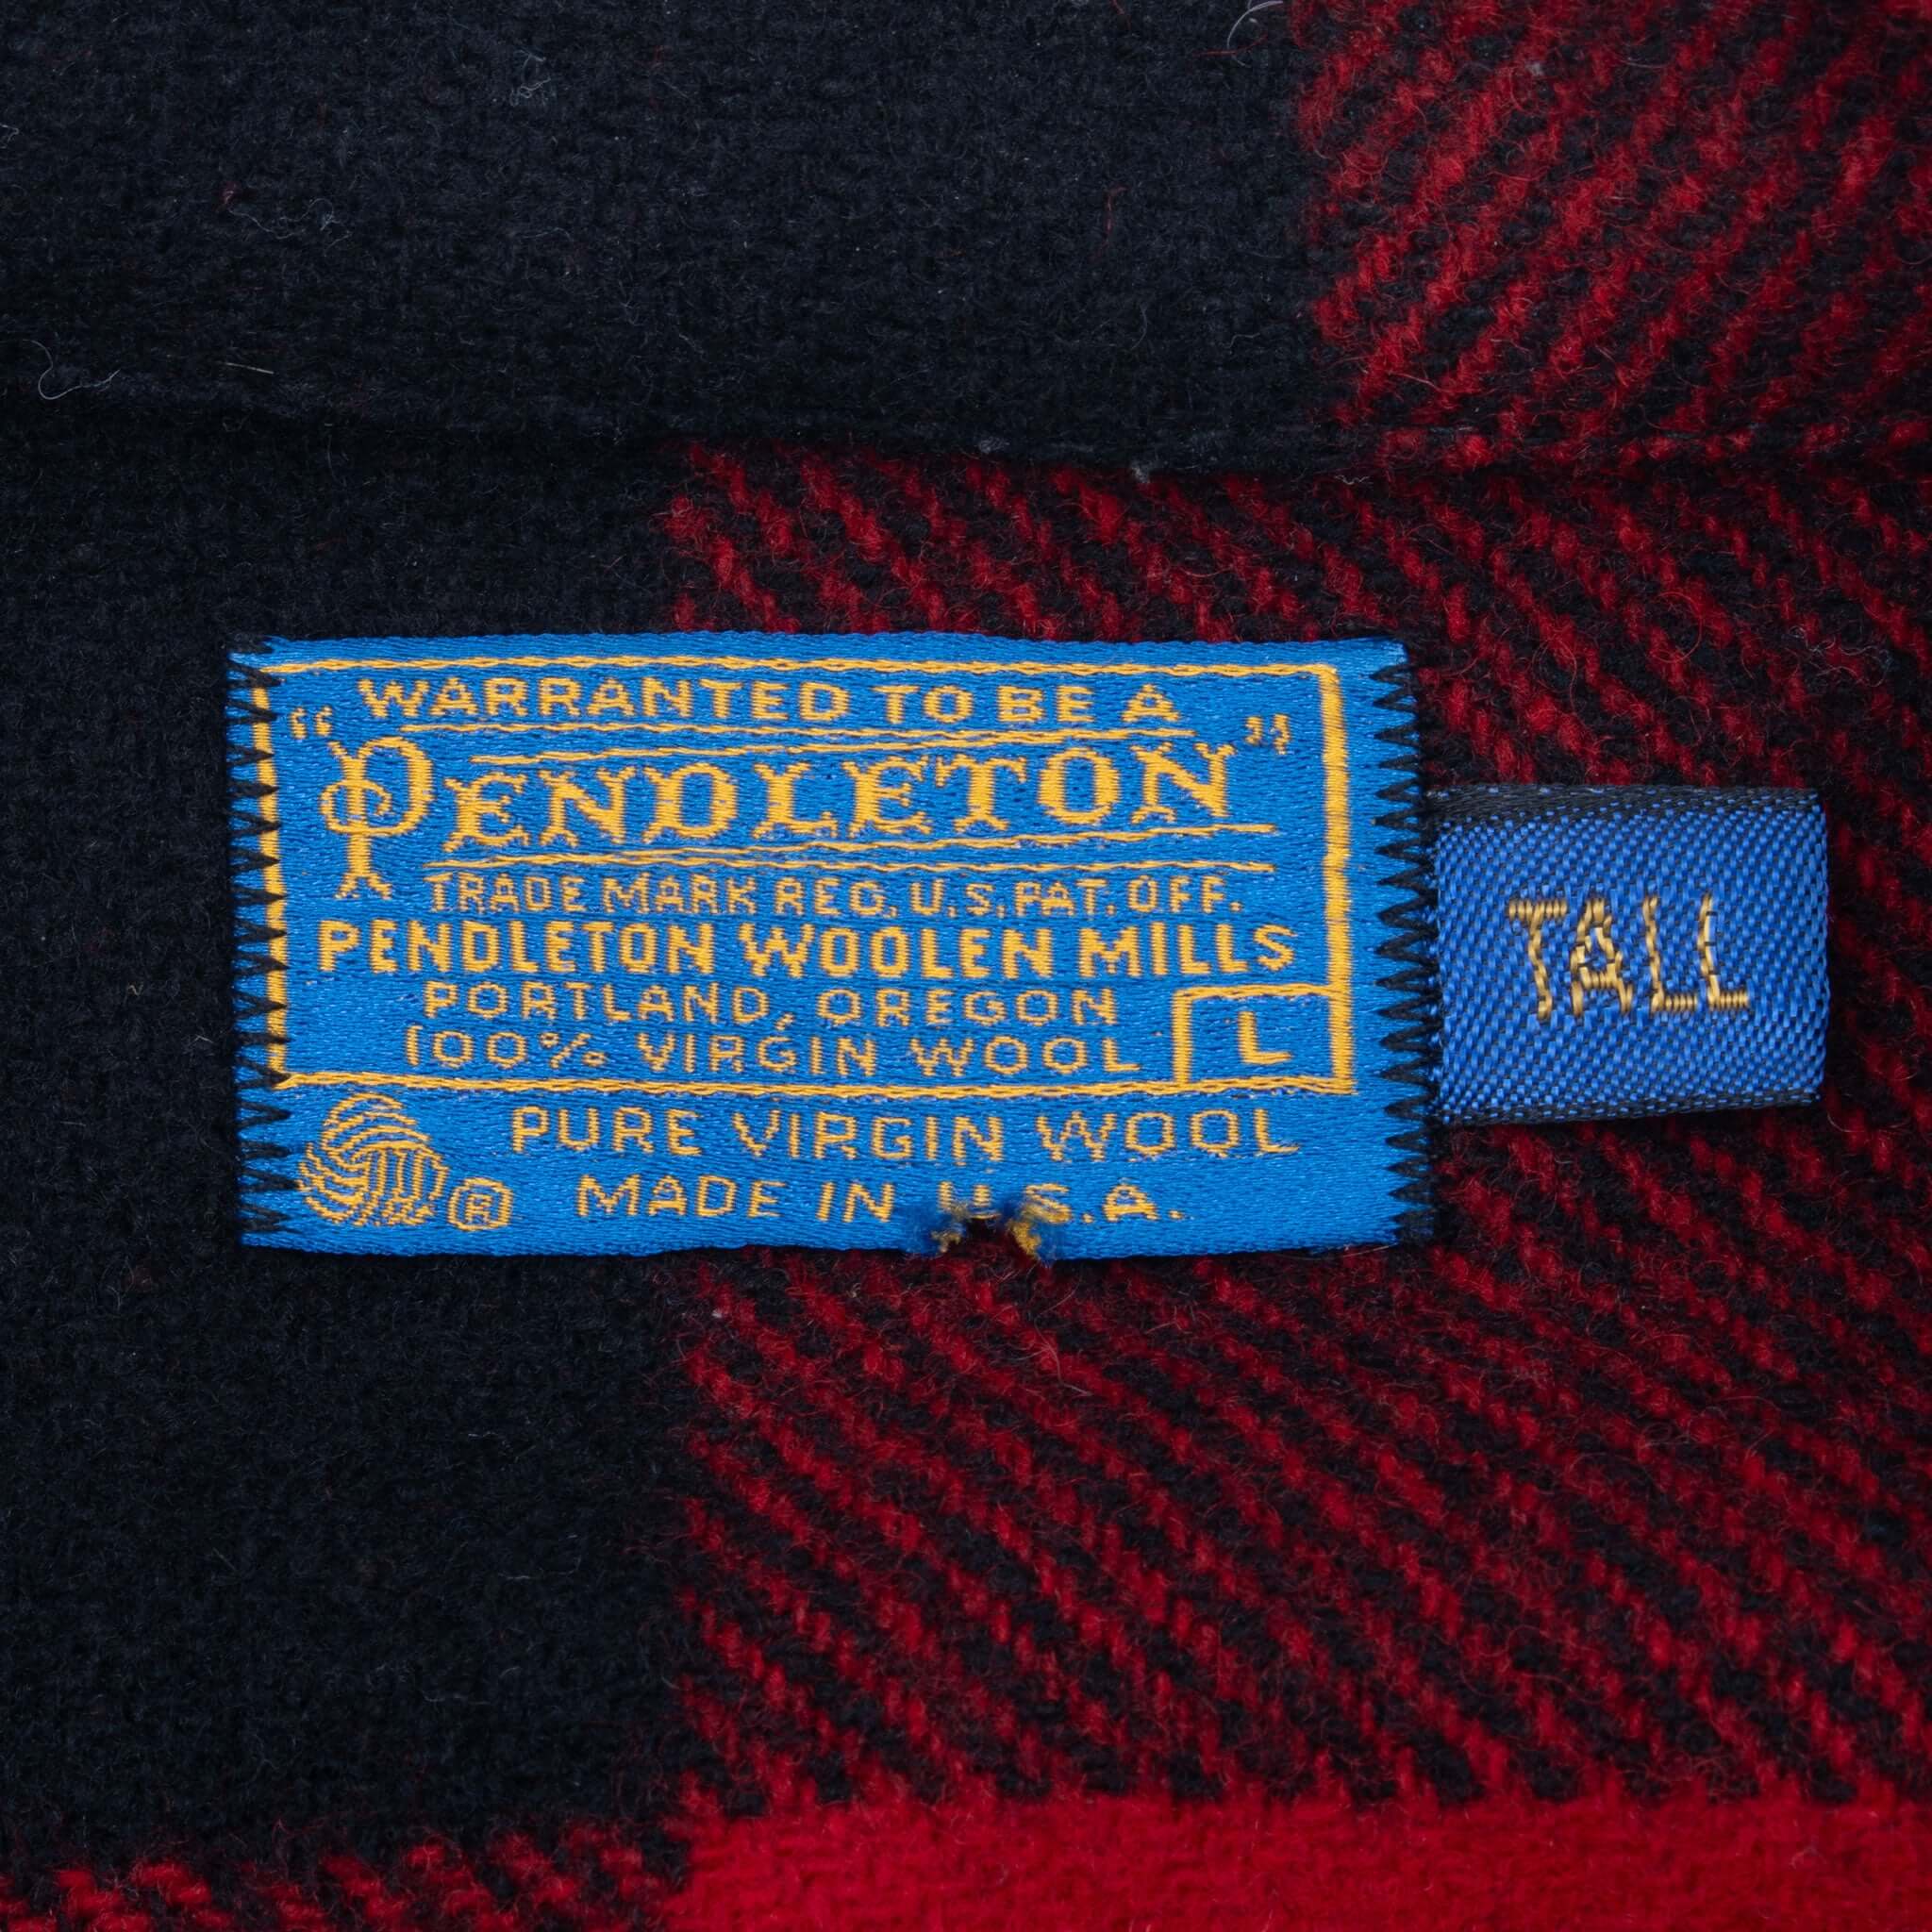 WARRANTED TO BE A
"PENDLETON"
TRADE MARK REG. U.S. PAT. OFF.
PENDLETON WOOLEN MILLS
PORTLAND, OREGON
100% VIRGIN WOOL
L
PURE VIRGIN WOOL
® MADE IN U.S.A.
TALL